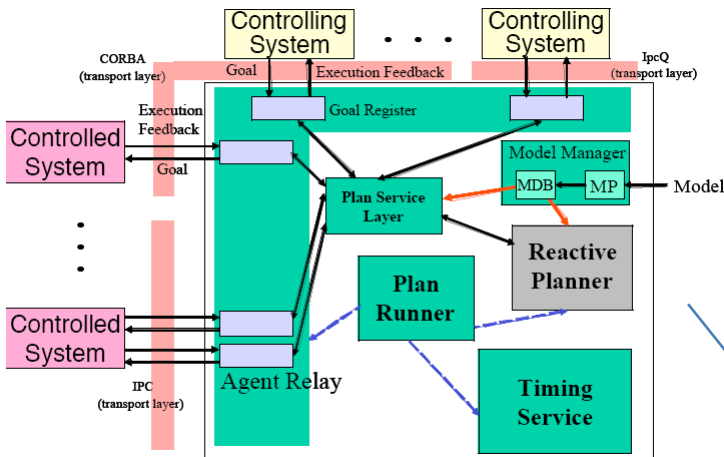 Controlling
System
Controlling
System
CORBA
(transport layer)
Goal
Execution Feedback
IpcQ
(transport layer)
Execution
Feedback
Goal Register
Controlled
System
Goal
Model Manager
MDB
MP
Model
Plan Service
Layer
Reactive
Planner
Plan
Runner
Controlled
System
Agent Relay
IPC
(transport layer)
Timing
Service